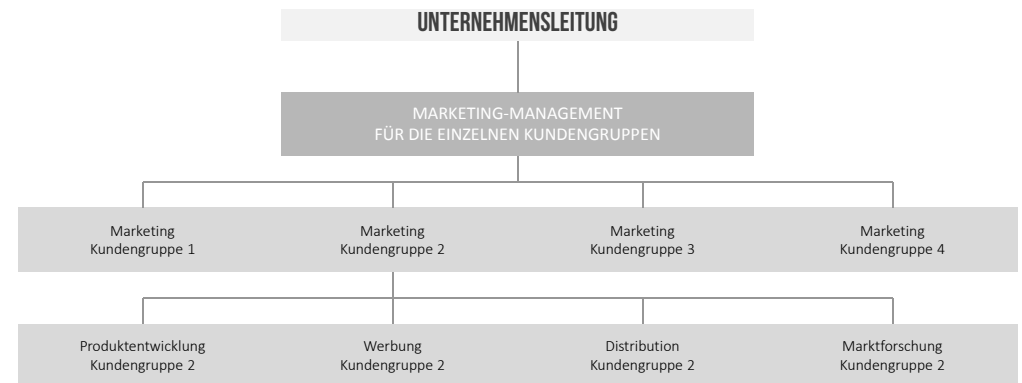 UNTERNEHMENSLEITUNG
MARKETING-MANAGEMENT
FÜR DIE EINZELNEN KUNDENGRUPPEN
Marketing
Kundengruppe 1
Marketing
Kundengruppe 2
Marketing
Kundengruppe 3
Marketing
Kundengruppe 4
Produktentwicklung
Kundengruppe 2
Werbung
Kundengruppe 2
Distribution
Kundengruppe 2
Marktforschung
Kundengruppe 2